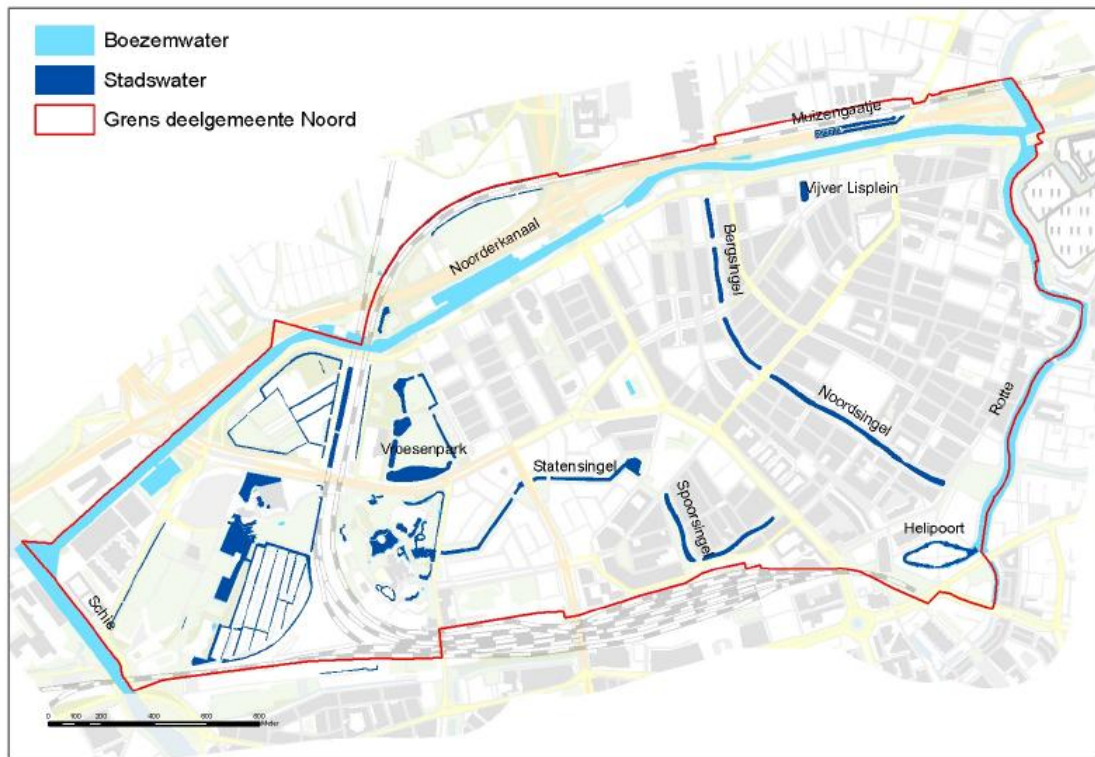 Boezemwater
Stadswater
Grens deelgemeente Noord
Muizengaatje
Vijver Lisplein
Noorderkanaal
Bergsingel
Noordsingel
Rotte
Vroesenpark
Statensingel
Spoorsingel
Helipoort
Schie
0 100 200 400 600 800
Meter